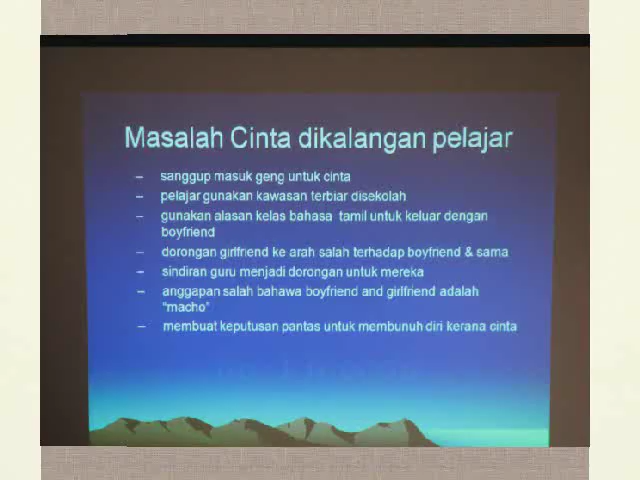 Masalah Cinta dikalangan pelajar
– sanggup masuk geng untuk cinta
– pelajar gunakan kawasan terbiar disekolah
– gunakan alasan kelas bahasa tamil untuk keluar dengan
boyfriend
– dorongan girlfriend ke arah salah terhadap boyfriend & sama
– sindiran guru menjadi dorongan untuk mereka
– anggapan salah bahawa boyfriend and girlfriend adalah
"macho"
– membuat keputusan pantas untuk membunuh diri kerana cinta